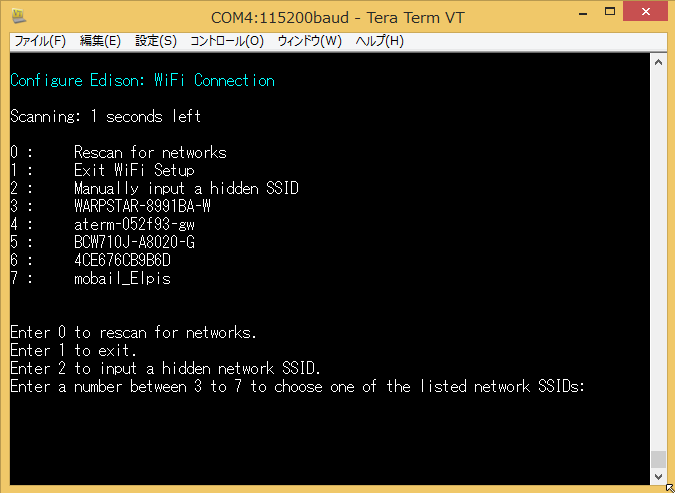 COM4:115200baud - Tera Term VT
ファイル(F) 編集(E) 設定(S) コントロール(O) ウィンドウ(W) ヘルプ(H)
Configure Edison: WiFi Connection
Scanning: 1 seconds left
0 : Rescan for networks
1 : Exit WiFi Setup
2 : Manually input a hidden SSID
3 : WARPSTAR-8991BA-W
4 : aterm-052f93-gw
5 : BCW710J-A8020-G
6 : 4CE676CB9B6D
7 : mobail_Elpis
Enter 0 to rescan for networks.
Enter 1 to exit.
Enter 2 to input a hidden network SSID.
Enter a number between 3 to 7 to choose one of the listed network SSIDs: